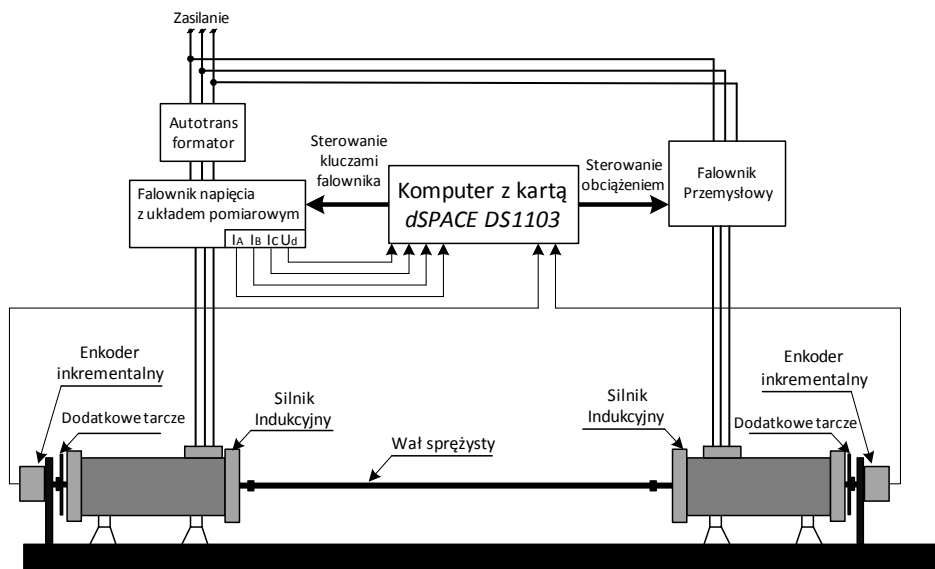 Zasilanie
Autotrans
formator
Sterowanie
kluczami
falownika
Komputer z kartą
dSPACE DS1103
Sterowanie
obciążeniem
Falownik
Przemysłowy
Falownik napięcia
z układem pomiarowym
IA IB IC Ud
Enkoder
inkrementalny
Dodatkowe tarcze
Silnik
Indukcyjny
Wał sprężysty
Silnik
Indukcyjny
Enkoder
inkrementalny
Dodatkowe tarcze